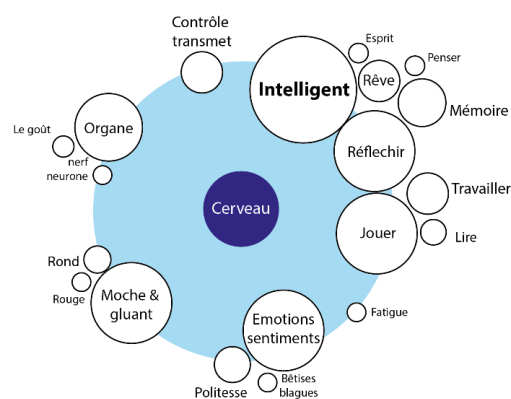 Contrôle
transmet
Esprit
Penser
Intelligent
Rêve
Mémoire
Organe
Le goût
nerf
neurone
Réflechir
Travailler
Cerveau
Jouer
Lire
Rond
Rouge
Moche &
gluant
Emotions
sentiments
Fatigue
Politesse
Bêtises
blagues